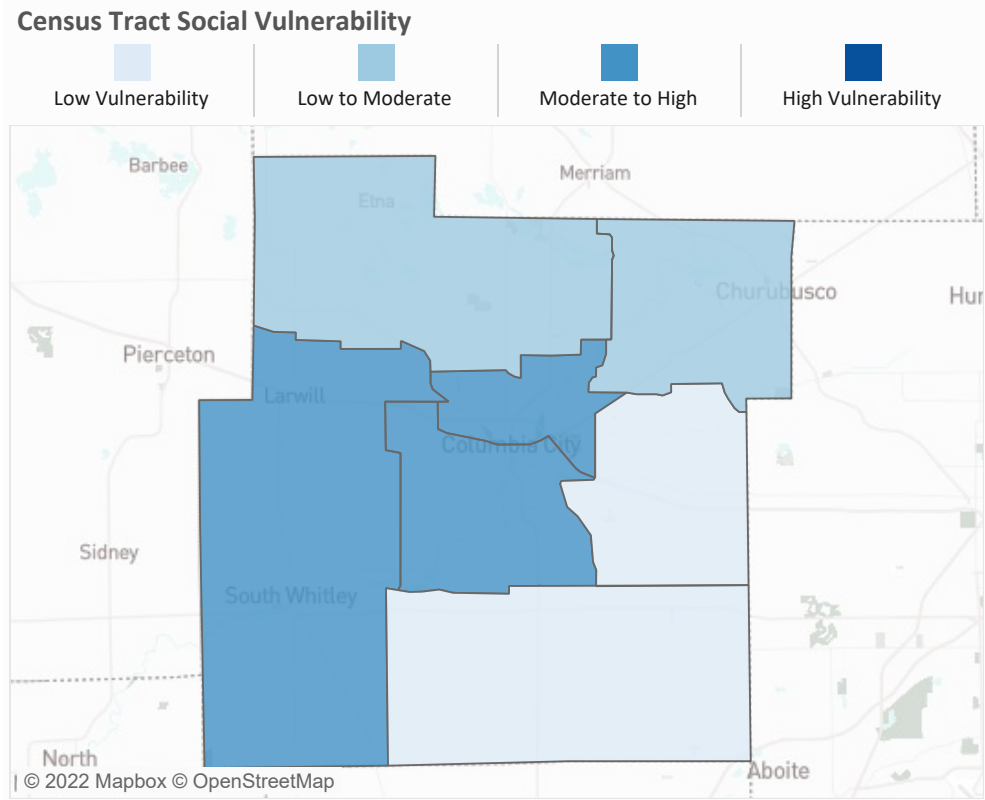 Census Tract Social Vulnerability
Low Vulnerability
Low to Moderate
Moderate to High
High Vulnerability
Barbee
Merriam
Etna
Churubusco
Hun
Pierceton
Larwill
Columbia City
Sidney
South Whitley
North
Aboite
| © 2022 Mapbox © OpenStreetMap